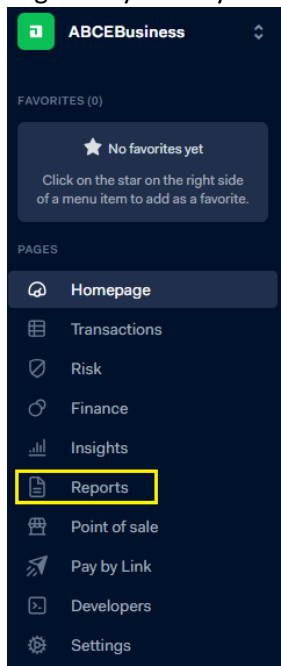 ABCEBusiness
FAVORITES (0)
No favorites yet
Click on the star on the right side
of a menu item to add as a favorite.
PAGES
Homepage
Transactions
Risk
Finance
Insights
Reports
Point of sale
Pay by Link
Developers
Settings